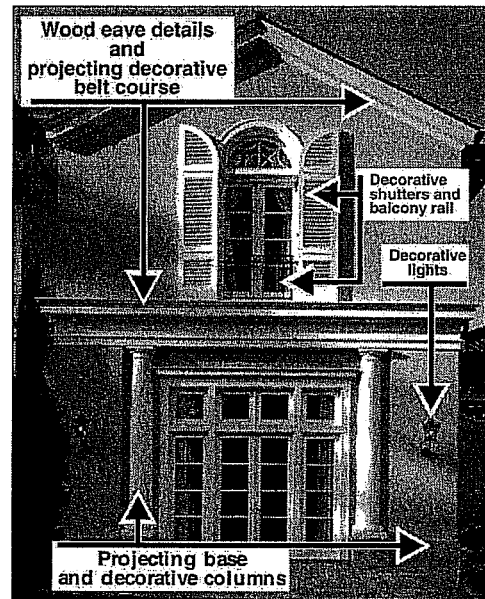 Wood eave details
and
projecting decorative
belt course
Decorative
shutters and
balcony rail
Decorative
lights
Projecting base
and decorative columns